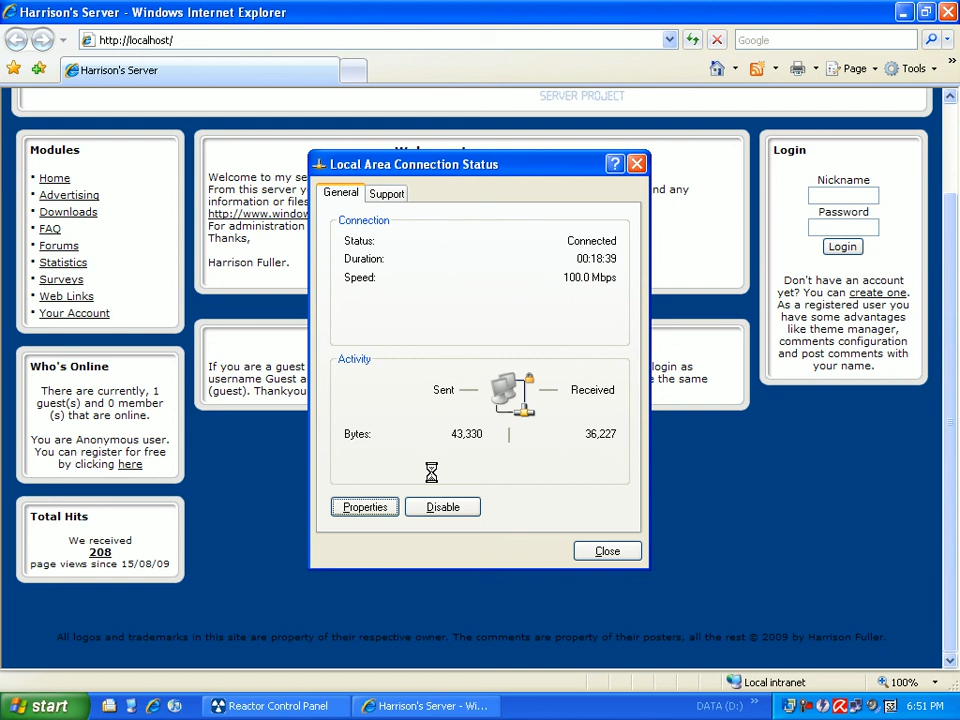 Harrison's Server - Windows Internet Explorer
http://localhost/
Google
Harrison's Server
Page
Tools
SERVER PROJECT
Modules
Home
Advertising
Downloads
FAQ
Forums
Statistics
Surveys
Web Links
Your Account
Who's Online
There are currently, 1
guest(s) and 0 member
(s) that are online.
You are Anonymous user.
You can register for free
by clicking here
Total Hits
We received
208
page views since 15/08/09
Welcome to my se
From this server y
information or files
http://www.window
For administration
Thanks,
Harrison Fuller.
nd any
If you are a guest
username Guest a
(guest). Thankyou
login as
e the same
Local Area Connection Status
General
Support
Connection
Status: Connected
Duration: 00:18:39
Speed: 100.0 Mbps
Activity
Sent
Received
Bytes: 43,330 36,227
Properties
Disable
Close
Login
Nickname
Password
Login
Don't have an account
yet? You can create one.
As a registered user you
have some advantages
like theme manager,
comments configuration
and post comments with
your name.
All logos and trademarks in this site are property of their respective owner. The comments are property of their posters, all the rest © 2009 by Harrison Fuller.
Local intranet
100%
start
Reactor Control Panel
Harrison's Server - Wi...
DATA (D:)
6:51 PM